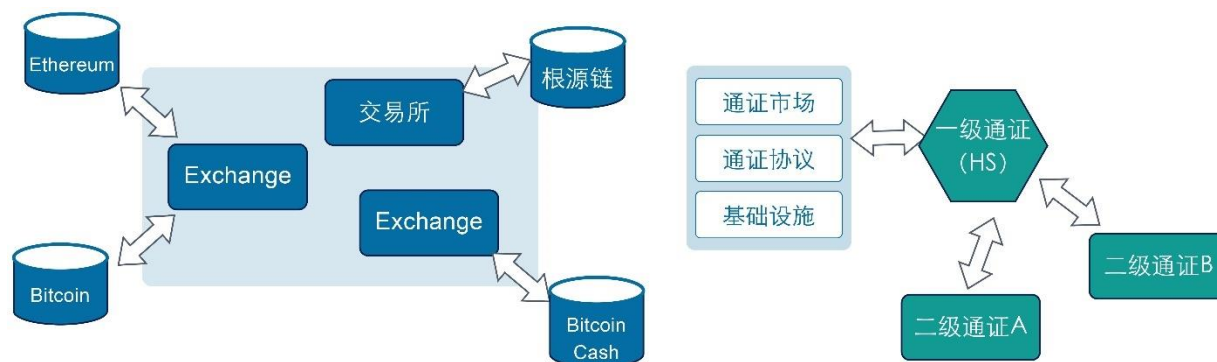 Ethereum
交易所
根源链
Exchange
Exchange
Bitcoin
Bitcoin
Cash
通证市场
通证协议
基础设施
一级通证
(HS)
二级通证B
二级通证A